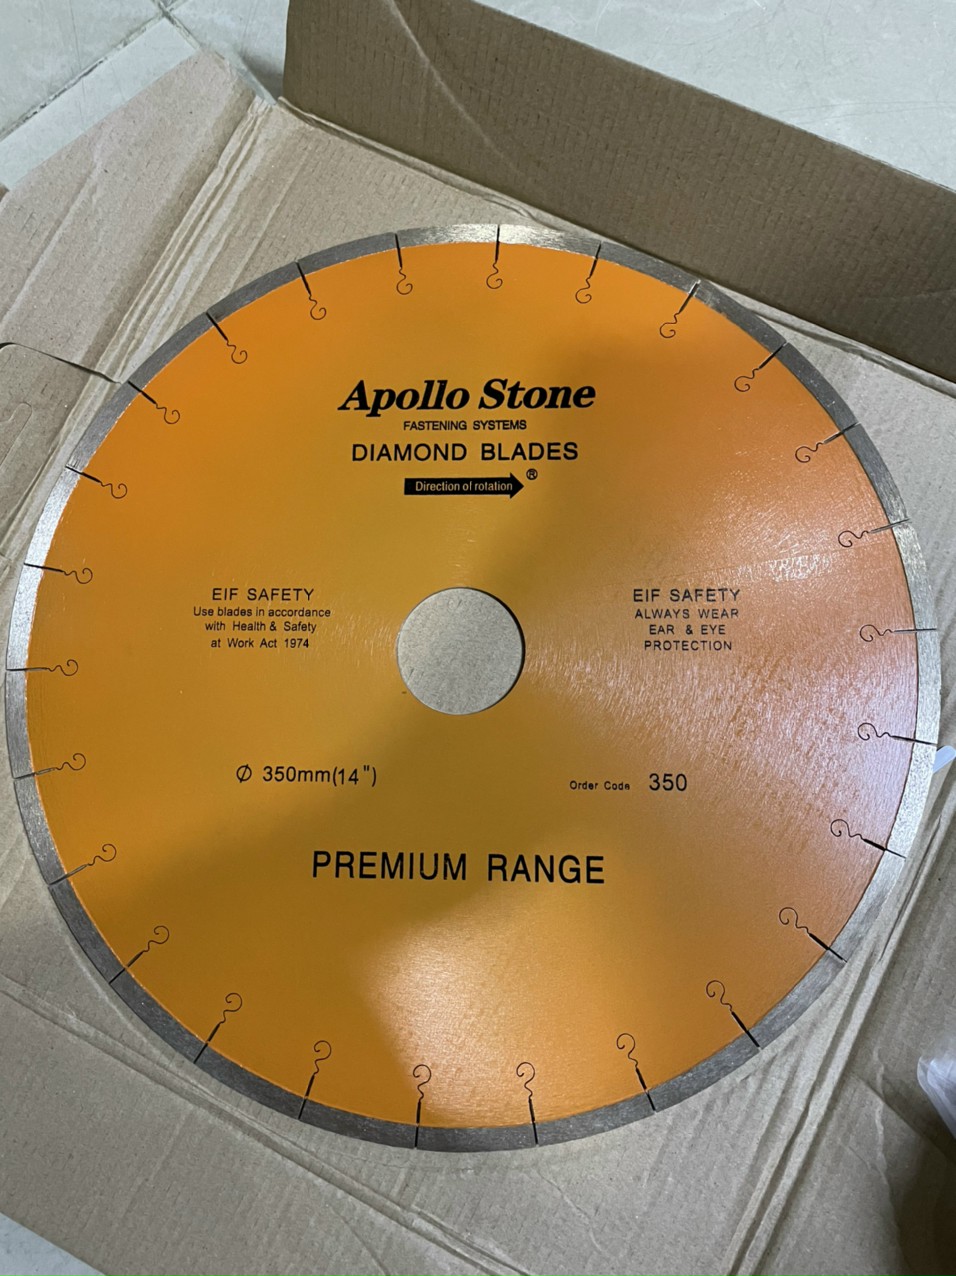 Apollo Stone
FASTENING SYSTEMS
DIAMOND BLADES
Direction of rotation ®
EIF SAFETY
Use blades in accordance
with Health & Safety
at Work Act 1974
EIF SAFETY
ALWAYS WEAR
EAR & EYE
PROTECTION
Ø 350mm(14")
Order Code 350
PREMIUM RANGE